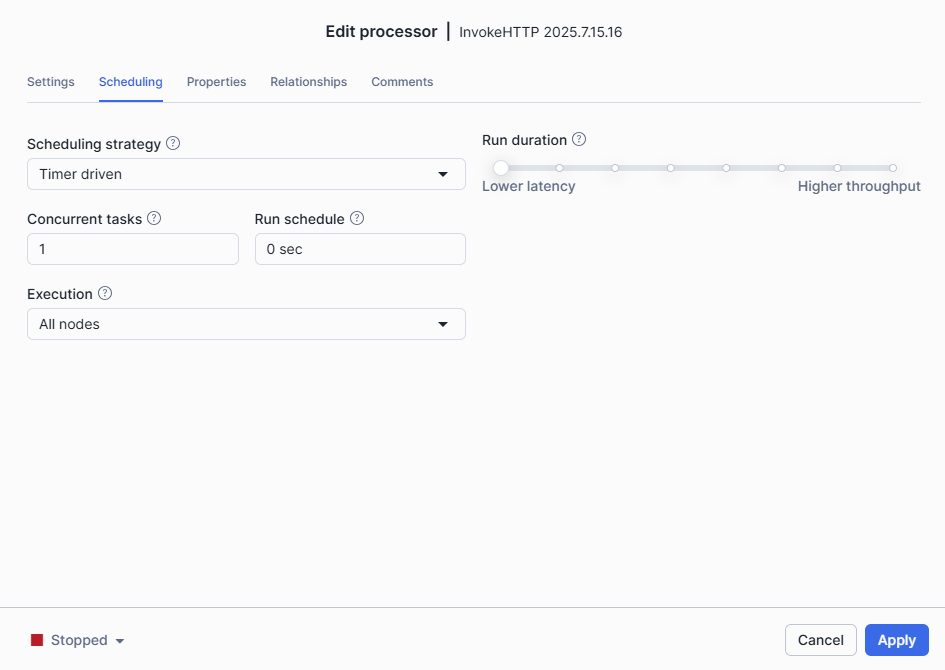 Edit processor | InvokeHTTP 2025.7.15.16
Settings Scheduling Properties Relationships Comments
Scheduling strategy ?
Timer driven
Concurrent tasks ? Run schedule ?
1 0 sec
Execution ?
All nodes
Run duration ?
Lower latency Higher throughput
Stopped Cancel Apply